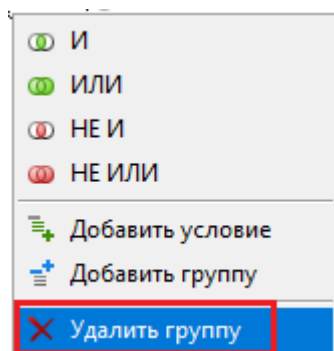 И
ИЛИ
НЕ И
НЕ ИЛИ
Добавить условие
Добавить группу
Удалить группу